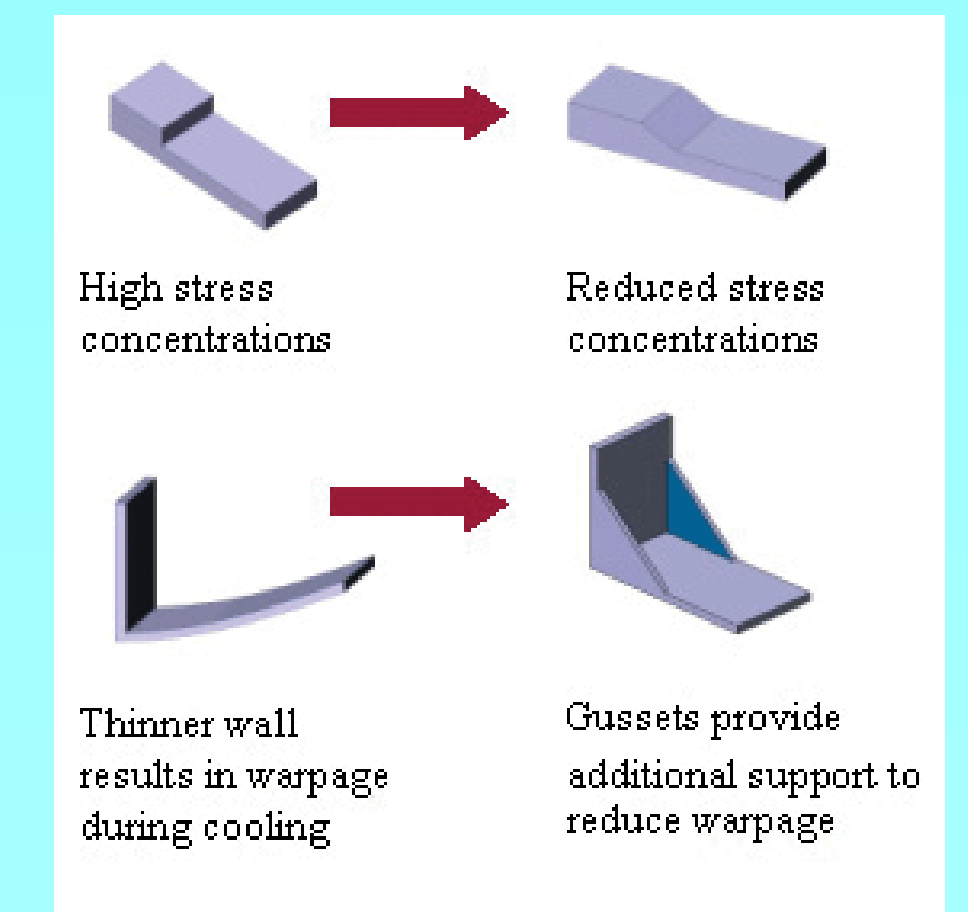 High stress
concentrations
Reduced stress
concentrations
Thinner wall
results in warpage
during cooling
Gussets provide
additional support to
reduce warpage